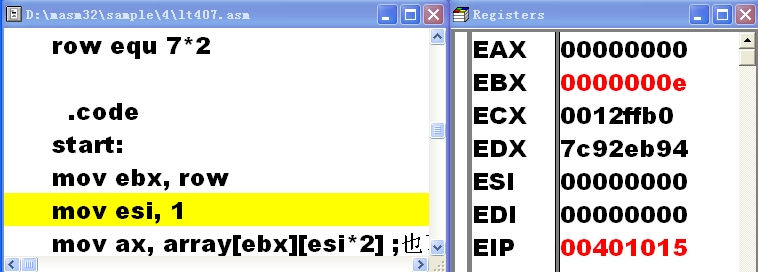 D:\masm32\sample\4\lt407.asm
row equ 7*2
.code
start:
mov ebx, row
mov esi, 1
mov ax, array[ebx][esi*2] ;也
Registers
EAX 00000000
EBX 0000000e
ECX 0012ffb0
EDX 7c92eb94
ESI 00000000
EDI 00000000
EIP 00401015